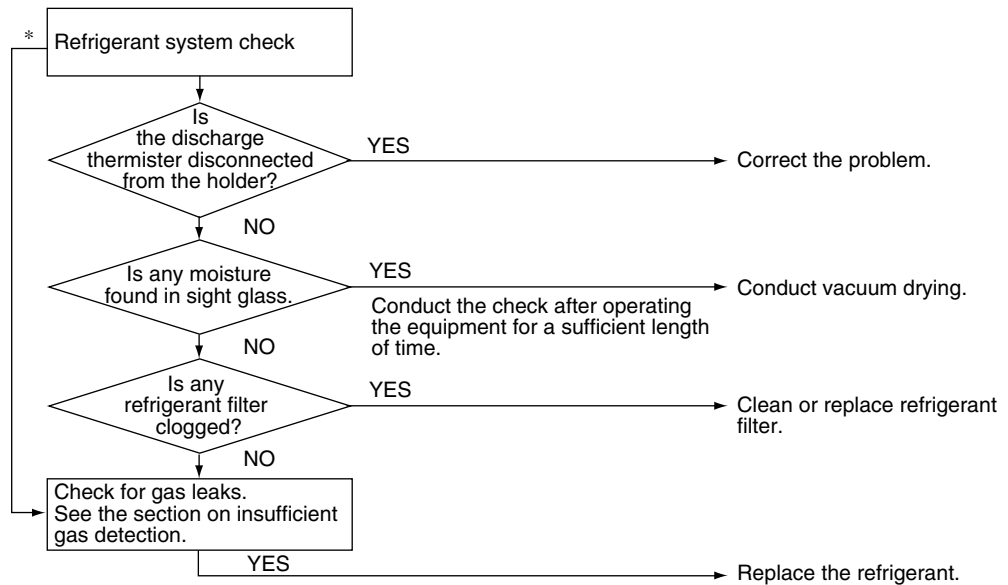 *
Refrigerant system check
Is
the discharge
thermister disconnected
from the holder?
YES
Correct the problem.
NO
Is any moisture
found in sight glass.
YES
Conduct the check after operating
the equipment for a sufficient length
of time.
Conduct vacuum drying.
NO
Is any
refrigerant filter
clogged?
YES
Clean or replace refrigerant
filter.
NO
Check for gas leaks.
See the section on insufficient
gas detection.
YES
Replace the refrigerant.